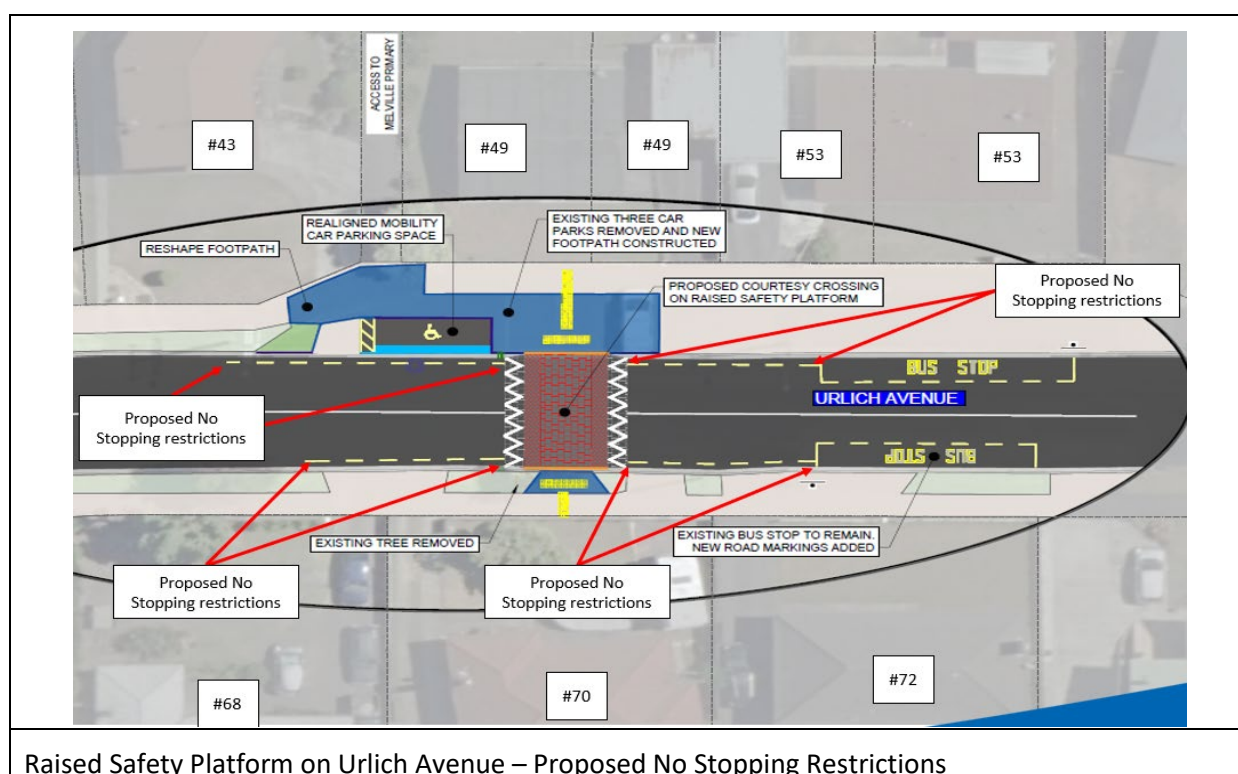 ACCESS TO
MELVILLE PRIMARY
#43
#49
#49
#53
#53
REALIGNED MOBILITY
CAR PARKING SPACE
EXISTING THREE CAR
PARKS REMOVED AND NEW
FOOTPATH CONSTRUCTED
RESHAPE FOOTPATH
PROPOSED COURTESY CROSSING
ON RAISED SAFETY PLATFORM
Proposed No
Stopping restrictions
BUS STOP
URLICH AVENUE
Proposed No
Stopping restrictions
BUS STOP
EXISTING TREE REMOVED
EXISTING BUS STOP TO REMAIN.
NEW ROAD MARKINGS ADDED
Proposed No
Stopping restrictions
Proposed No
Stopping restrictions
#68
#70
#72
Raised Safety Platform on Urlich Avenue – Proposed No Stopping Restrictions